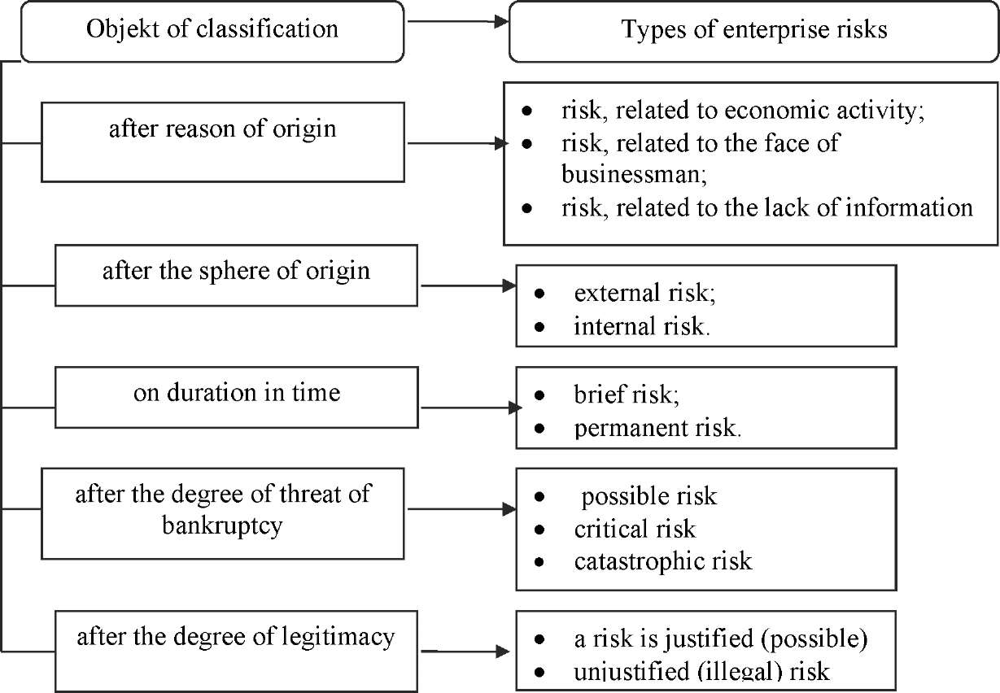 Objekt of classification
Types of enterprise risks
after reason of origin
• risk, related to economic activity;
• risk, related to the face of
businessman;
• risk, related to the lack of information
after the sphere of origin
• external risk;
• internal risk.
on duration in time
• brief risk;
• permanent risk.
after the degree of threat of
bankruptcy
• possible risk
• critical risk
• catastrophic risk
after the degree of legitimacy
• a risk is justified (possible)
• unjustified (illegal) risk